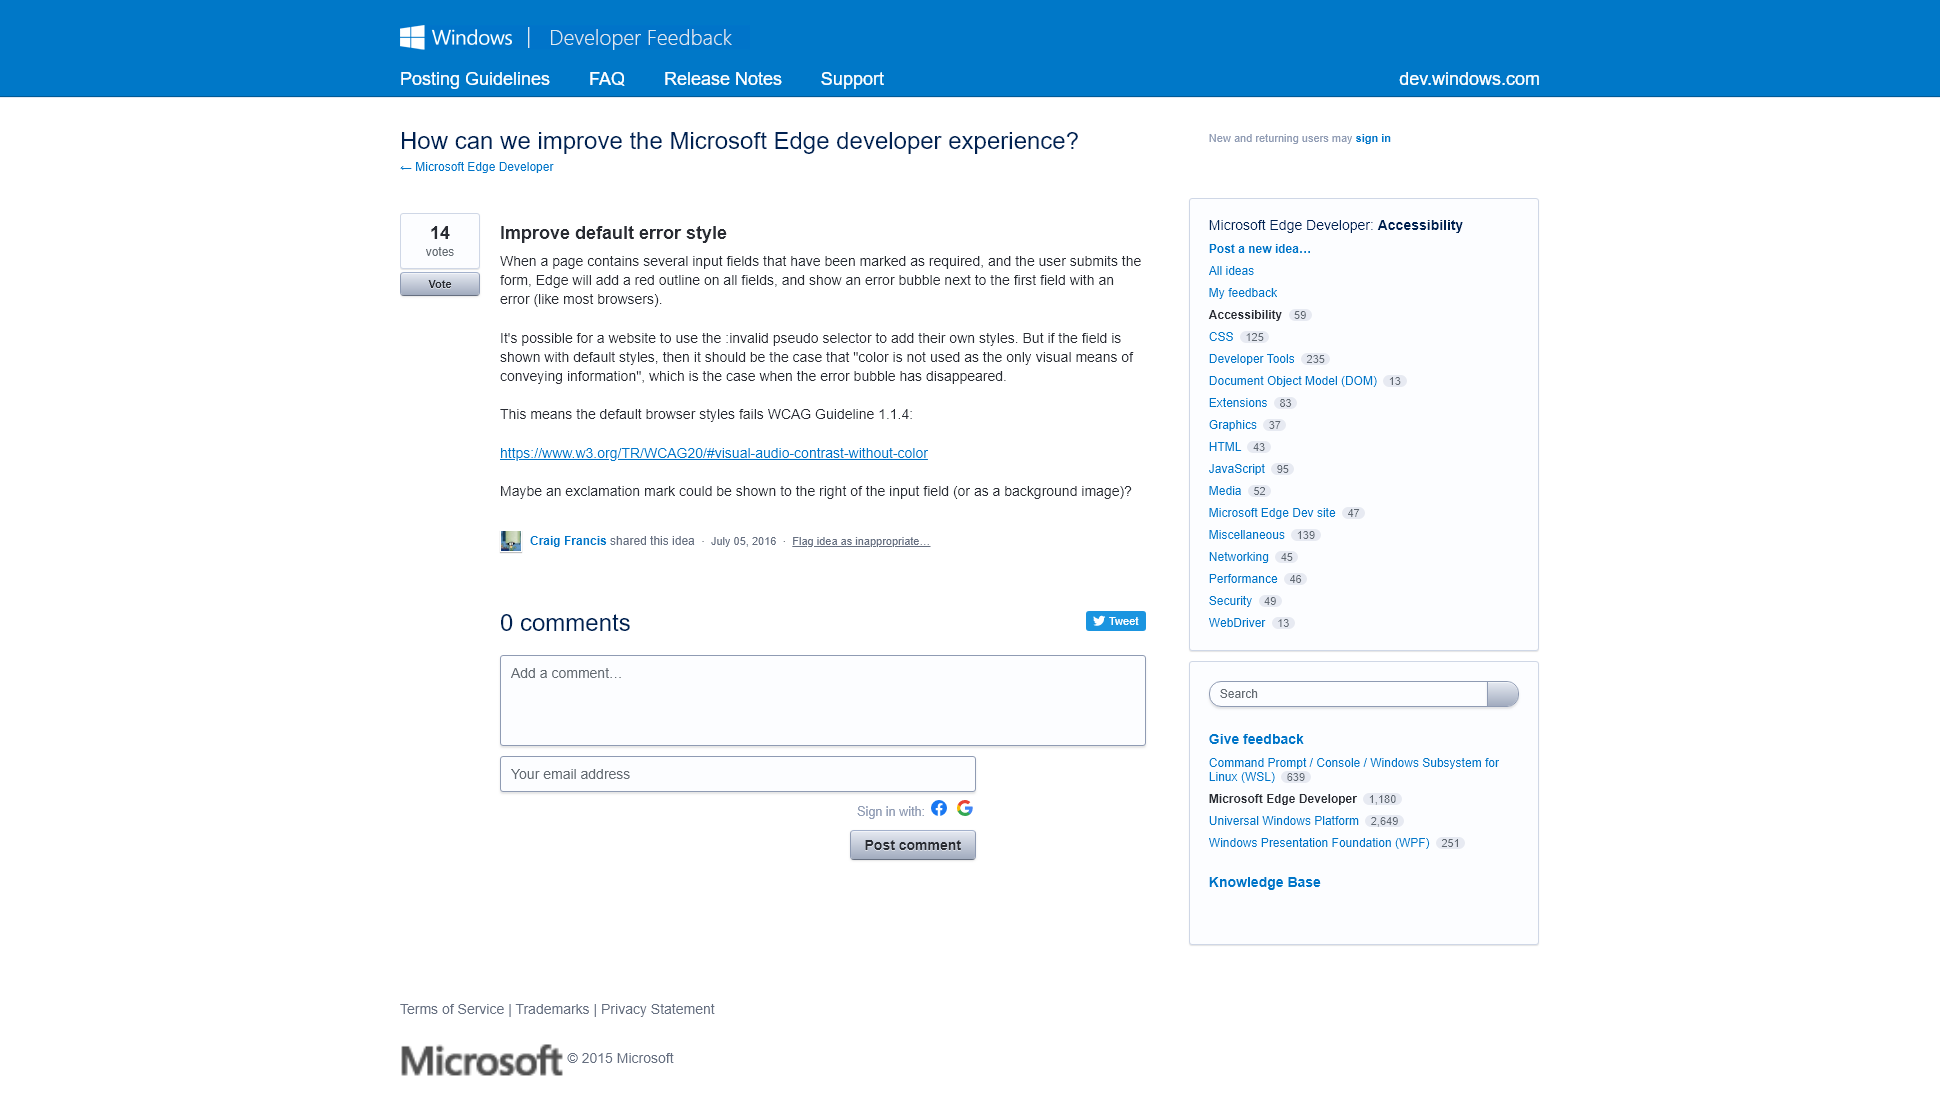 Windows | Developer Feedback
Posting Guidelines FAQ Release Notes Support dev.windows.com
How can we improve the Microsoft Edge developer experience?
← Microsoft Edge Developer
New and returning users may sign in
14
votes
Vote
Improve default error style
When a page contains several input fields that have been marked as required, and the user submits the
form, Edge will add a red outline on all fields, and show an error bubble next to the first field with an
error (like most browsers).
It's possible for a website to use the :invalid pseudo selector to add their own styles. But if the field is
shown with default styles, then it should be the case that "color is not used as the only visual means of
conveying information", which is the case when the error bubble has disappeared.
This means the default browser styles fails WCAG Guideline 1.1.4:
https://www.w3.org/TR/WCAG20/#visual-audio-contrast-without-color
Maybe an exclamation mark could be shown to the right of the input field (or as a background image)?
Craig Francis shared this idea · July 05, 2016 · Flag idea as inappropriate…
0 comments
Tweet
Add a comment…
Your email address
Sign in with:
Post comment
Microsoft Edge Developer: Accessibility
Post a new idea…
All ideas
My feedback
Accessibility 59
CSS 125
Developer Tools 235
Document Object Model (DOM) 13
Extensions 83
Graphics 37
HTML 43
JavaScript 95
Media 52
Microsoft Edge Dev site 47
Miscellaneous 139
Networking 45
Performance 46
Security 49
WebDriver 13
Search
Give feedback
Command Prompt / Console / Windows Subsystem for
Linux (WSL) 639
Microsoft Edge Developer 1,180
Universal Windows Platform 2,649
Windows Presentation Foundation (WPF) 251
Knowledge Base
Terms of Service | Trademarks | Privacy Statement
Microsoft © 2015 Microsoft